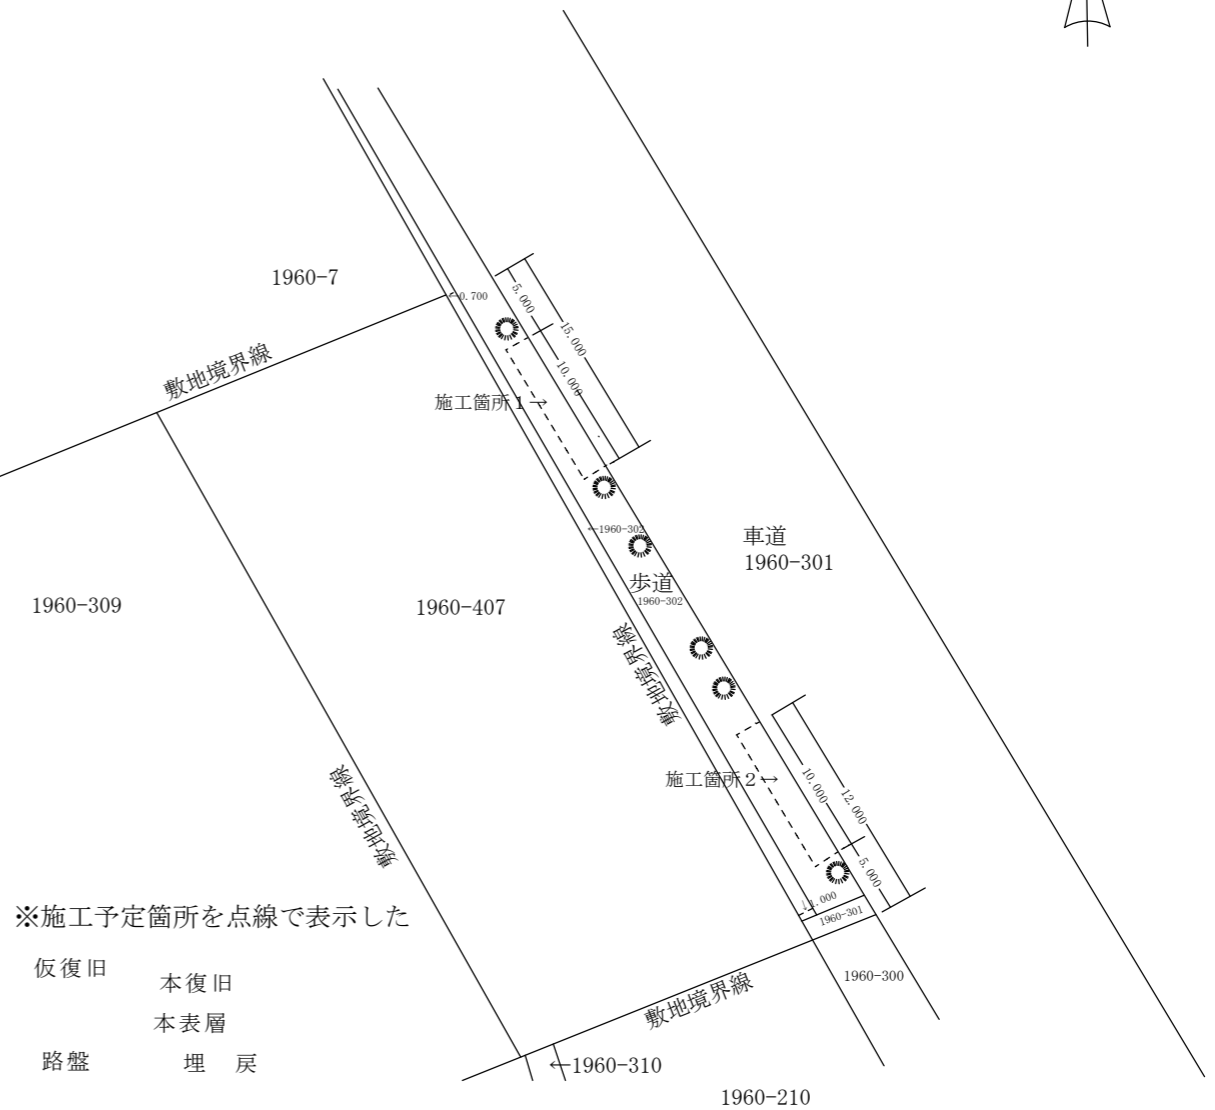 1960-7
←0.700
5.000
15.000
10.000
敷地境界線
施工箇所1→
←1960-302
車道
1960-301
歩道
1960-302
1960-309
1960-407
敷地境界線
敷地境界線
施工箇所2→
10.000
12.000
5.000
↓1.000
1960-301
※施工予定箇所を点線で表示した
仮復旧
本復旧
本表層
路盤 埋 戻
1960-300
敷地境界線
←1960-310
1960-210